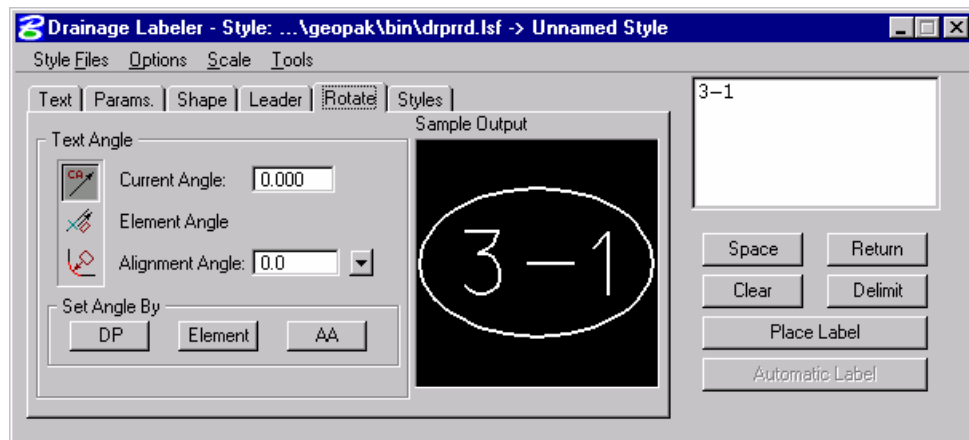 Drainage Labeler - Style: ...\geopak\bin\drprrd.lsf -> Unnamed Style
Style Files Options Scale Tools
Text Params. Shape Leader Rotate Styles
Sample Output
Text Angle
CA
Current Angle: 0.000
Element Angle
Alignment Angle: 0.0
Set Angle By
DP Element AA
3-1
3-1
Space Return
Clear Delimit
Place Label
Automatic Label